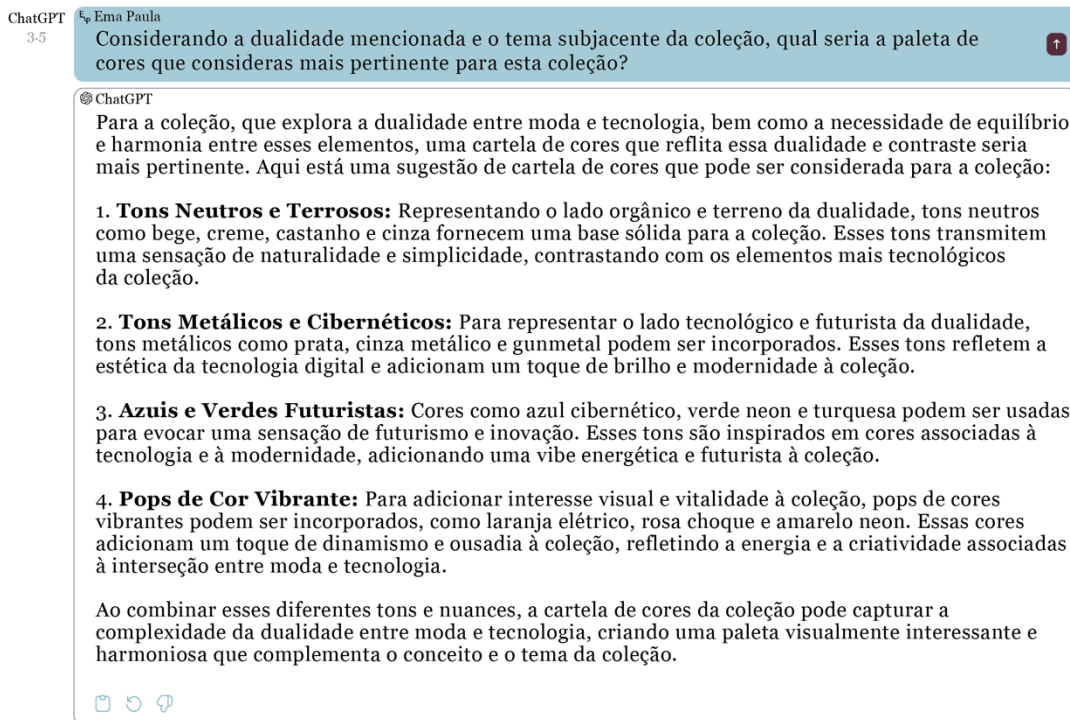 ChatGPT
3.5
Ema Paula
Considerando a dualidade mencionada e o tema subjacente da coleção, qual seria a paleta de
cores que consideras mais pertinente para esta coleção?
ChatGPT
Para a coleção, que explora a dualidade entre moda e tecnologia, bem como a necessidade de equilíbrio
e harmonia entre esses elementos, uma cartela de cores que reflita essa dualidade e contraste seria
mais pertinente. Aqui está uma sugestão de cartela de cores que pode ser considerada para a coleção:
1. Tons Neutros e Terrosos: Representando o lado orgânico e terreno da dualidade, tons neutros
como bege, creme, castanho e cinza fornecem uma base sólida para a coleção. Esses tons transmitem
uma sensação de naturalidade e simplicidade, contrastando com os elementos mais tecnológicos
da coleção.
2. Tons Metálicos e Cibernéticos: Para representar o lado tecnológico e futurista da dualidade,
tons metálicos como prata, cinza metálico e gunmetal podem ser incorporados. Esses tons refletem a
estética da tecnologia digital e adicionam um toque de brilho e modernidade à coleção.
3. Azuis e Verdes Futuristas: Cores como azul cibernético, verde neon e turquesa podem ser usadas
para evocar uma sensação de futurismo e inovação. Esses tons são inspirados em cores associadas à
tecnologia e à modernidade, adicionando uma vibe energética e futurista à coleção.
4. Pops de Cor Vibrante: Para adicionar interesse visual e vitalidade à coleção, pops de cores
vibrantes podem ser incorporados, como laranja elétrico, rosa choque e amarelo neon. Essas cores
adicionam um toque de dinamismo e ousadia à coleção, refletindo a energia e a criatividade associadas
à interseção entre moda e tecnologia.
Ao combinar esses diferentes tons e nuances, a cartela de cores da coleção pode capturar a
complexidade da dualidade entre moda e tecnologia, criando uma paleta visualmente interessante e
harmoniosa que complementa o conceito e o tema da coleção.